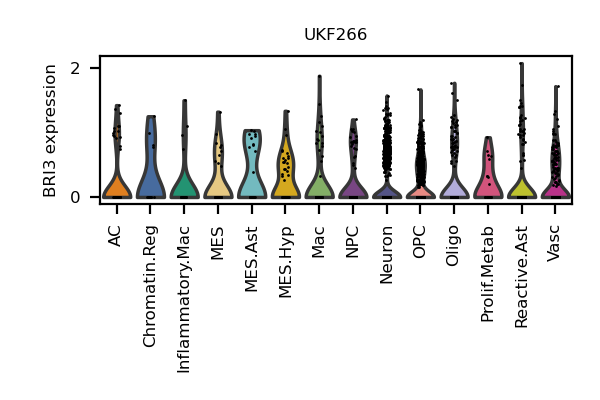 UKF266
BRI3 expression
2
0
AC
Chromatin.Reg
Inflammatory.Mac
MES
MES.Ast
MES.Hyp
Mac
NPC
Neuron
OPC
Oligo
Prolif.Metab
Reactive.Ast
Vasc